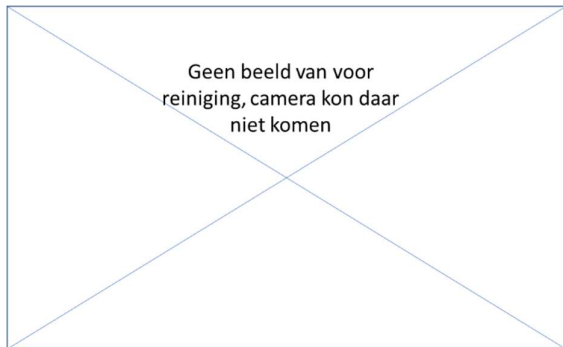 Geen beeld van voor
reiniging, camera kon daar
niet komen